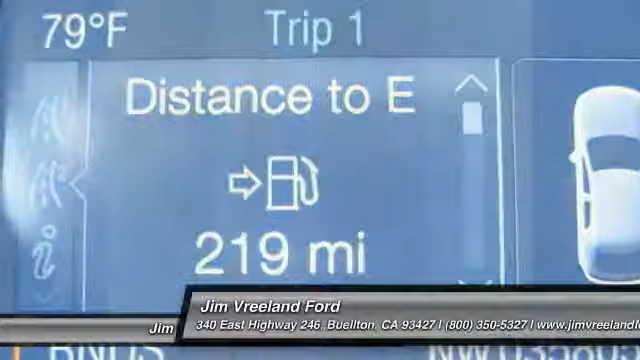 79°F Trip 1
Distance to E
219 mi
Jim Vreeland Ford
Jim
340 East Highway 246, Buellton, CA 93427 | (800) 350-5327 | www.jimvreelandf